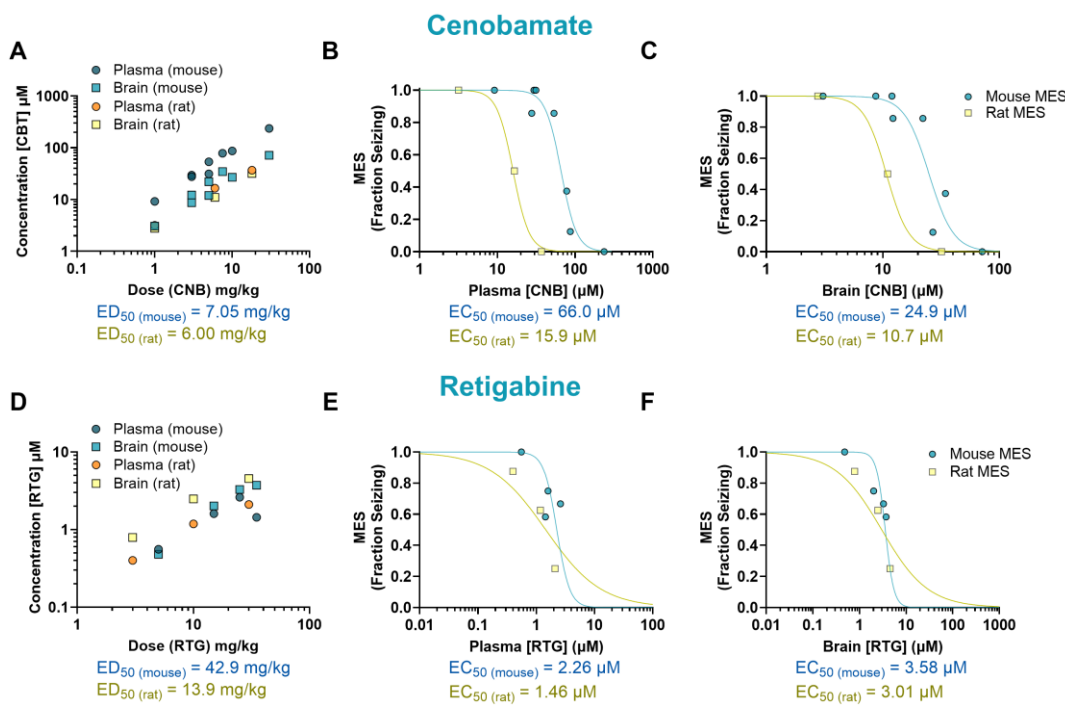 Cenobamate
A
Plasma (mouse)
Brain (mouse)
Plasma (rat)
Brain (rat)
Concentration [CBT] µM
1000
100
10
1
0.1
1
10
100
Dose (CNB) mg/kg
ED50 (mouse) = 7.05 mg/kg
ED50 (rat) = 6.00 mg/kg
B
MES
(Fraction Seizing)
1.0
0.8
0.6
0.4
0.2
0.0
1
10
100
1000
Plasma [CNB] (µM)
EC50 (mouse) = 66.0 µM
EC50 (rat) = 15.9 µM
C
Mouse MES
Rat MES
MES
(Fraction Seizing)
1.0
0.8
0.6
0.4
0.2
0.0
1
10
100
Brain [CNB] (µM)
EC50 (mouse) = 24.9 µM
EC50 (rat) = 10.7 µM
Retigabine
D
Plasma (mouse)
Brain (mouse)
Plasma (rat)
Brain (rat)
Concentration [RTG] µM
10
1
0.1
1
10
100
Dose (RTG) mg/kg
ED50 (mouse) = 42.9 mg/kg
ED50 (rat) = 13.9 mg/kg
E
MES
(Fraction Seizing)
1.0
0.8
0.6
0.4
0.2
0.0
0.01
0.1
1
10
100
Plasma [RTG] (µM)
EC50 (mouse) = 2.26 µM
EC50 (rat) = 1.46 µM
F
Mouse MES
Rat MES
MES
(Fraction Seizing)
1.0
0.8
0.6
0.4
0.2
0.0
0.01
0.1
1
10
100
1000
Brain [RTG] (µM)
EC50 (mouse) = 3.58 µM
EC50 (rat) = 3.01 µM